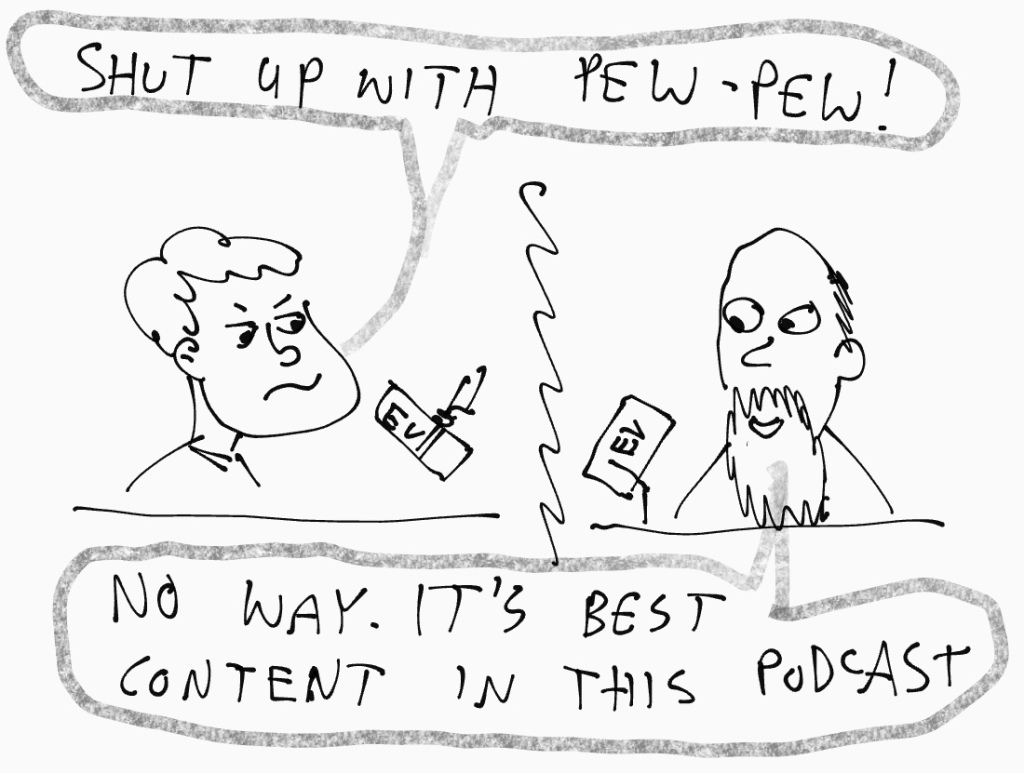 SHUT UP WITH PEW-PEW!
EV
EV
NO WAY. IT'S BEST
CONTENT IN THIS PODCAST